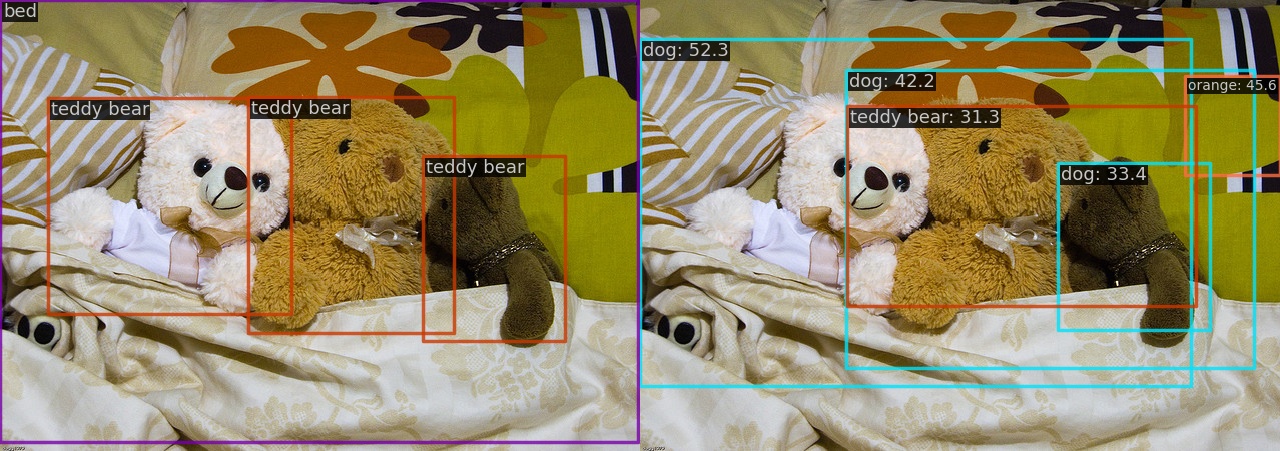 bed
teddy bear
teddy bear
teddy bear
dog: 52.3
dog: 42.2
orange: 45.6
teddy bear: 31.3
dog: 33.4